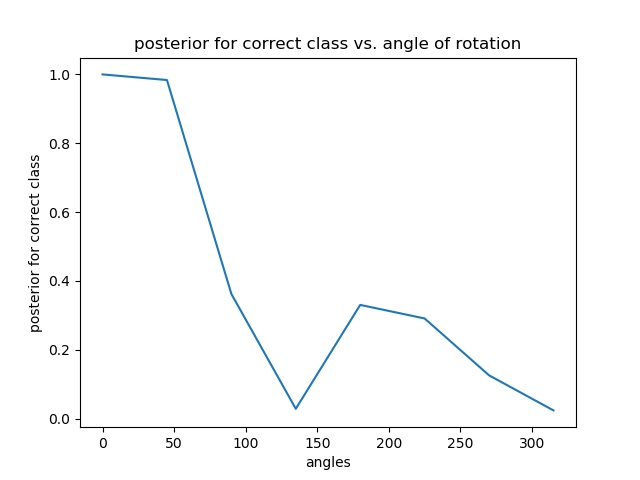 posterior for correct class vs. angle of rotation
posterior for correct class
1.0
0.8
0.6
0.4
0.2
0.0
0 50 100 150 200 250 300
angles